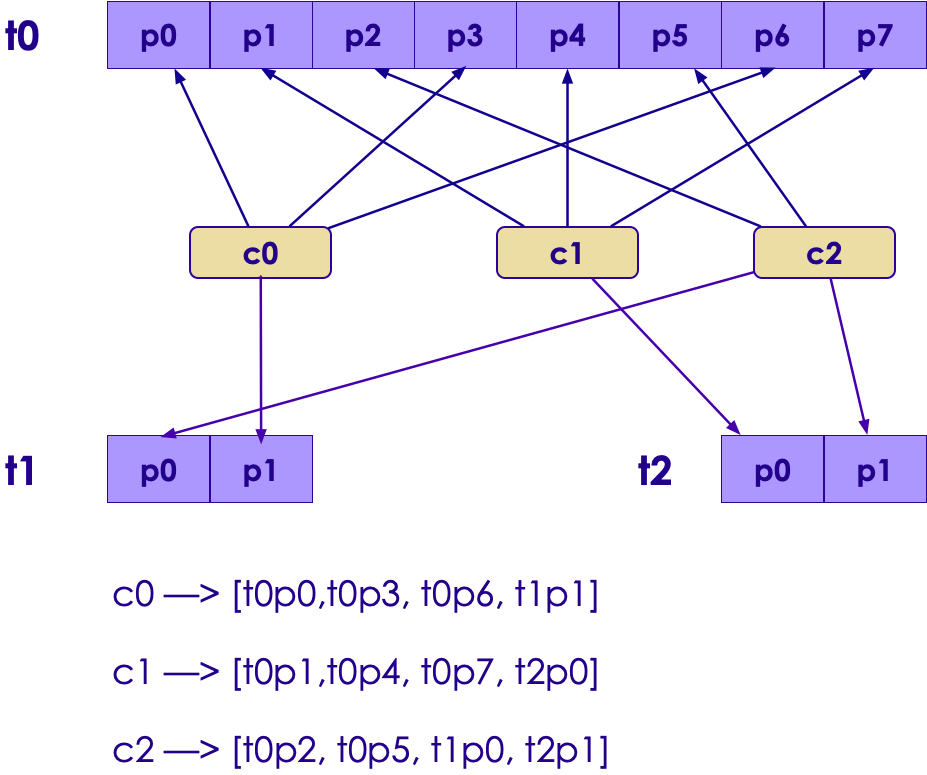 t0 p0 p1 p2 p3 p4 p5 p6 p7
c0 c1 c2
t1 p0 p1 t2 p0 p1
c0 —> [t0p0,t0p3, t0p6, t1p1]
c1 —> [t0p1,t0p4, t0p7, t2p0]
c2 —> [t0p2, t0p5, t1p0, t2p1]